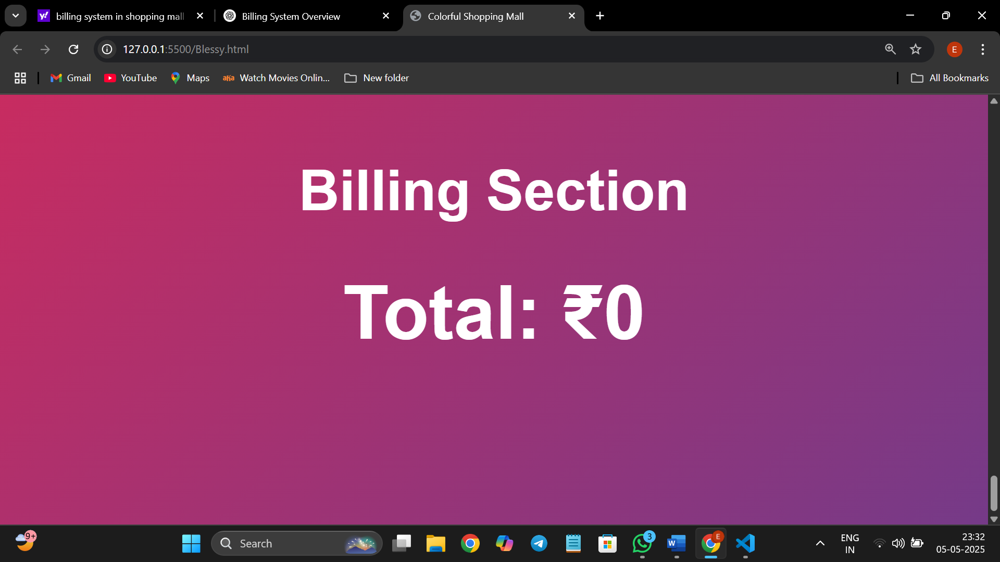 billing system in shopping mall
Billing System Overview
Colorful Shopping Mall
127.0.0.1:5500/Blessy.html
E
Gmail
YouTube
Maps
aha
Watch Movies Onlin...
New folder
All Bookmarks
Billing Section
Total: ₹0
9+
Search
3
W
E
ENG
IN
23:32
05-05-2025